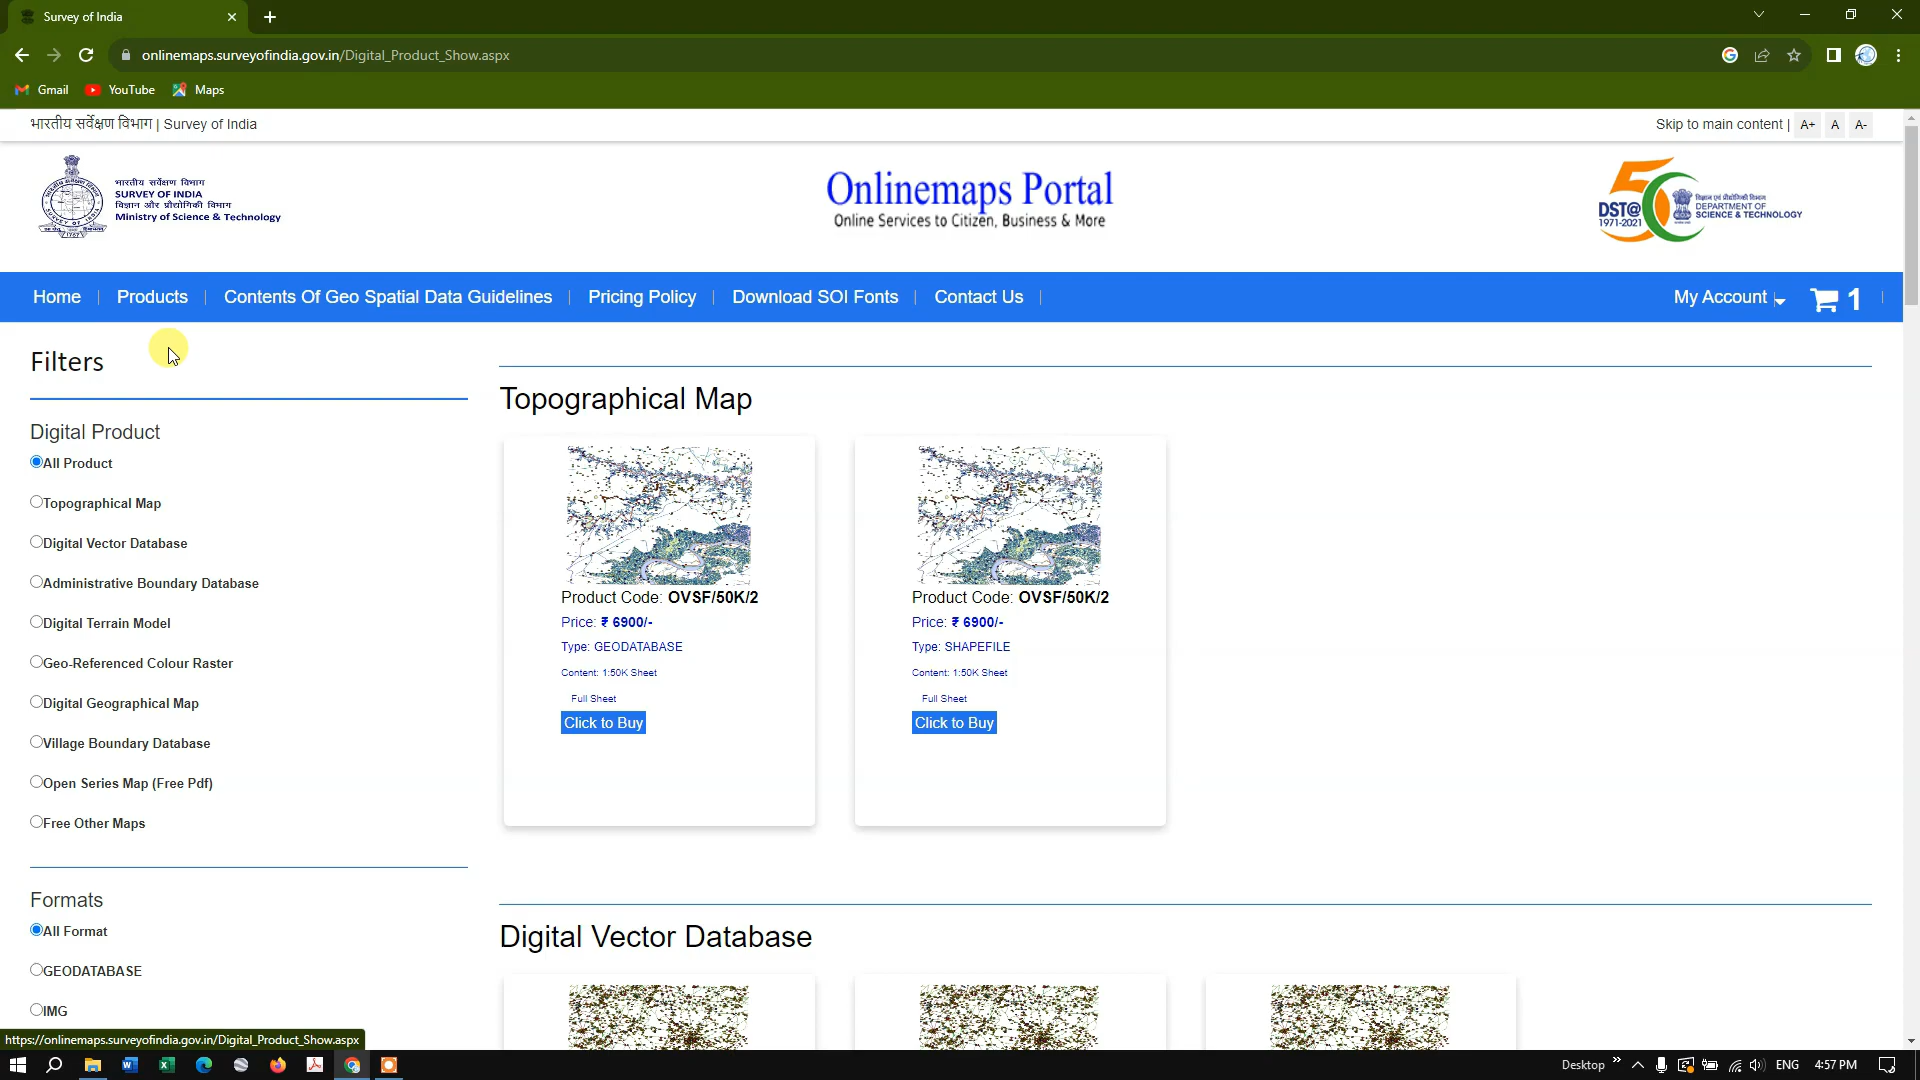 Survey of India
onlinemaps.surveyofindia.gov.in/Digital_Product_Show.aspx
Gmail YouTube Maps
भारतीय सर्वेक्षण विभाग | Survey of India
Skip to main content | A+ A A-
भारतीय सर्वेक्षण विभाग
SURVEY OF INDIA
विज्ञान और प्रौद्योगिकी विभाग
Ministry of Science & Technology
Onlinemaps Portal
Online Services to Citizen, Business & More
DST@
1971-2021
विज्ञान एवं प्रौद्योगिकी विभाग
DEPARTMENT OF
SCIENCE & TECHNOLOGY
Home Products Contents Of Geo Spatial Data Guidelines Pricing Policy Download SOI Fonts Contact Us My Account 1
Filters
Digital Product
All Product
Topographical Map
Digital Vector Database
Administrative Boundary Database
Digital Terrain Model
Geo-Referenced Colour Raster
Digital Geographical Map
Village Boundary Database
Open Series Map (Free Pdf)
Free Other Maps
Formats
All Format
GEODATABASE
IMG
Topographical Map
Product Code: OVSF/50K/2
Price: ₹ 6900/-
Type: GEODATABASE
Content: 1:50K Sheet
Full Sheet
Click to Buy
Product Code: OVSF/50K/2
Price: ₹ 6900/-
Type: SHAPEFILE
Content: 1:50K Sheet
Full Sheet
Click to Buy
Digital Vector Database
https://onlinemaps.surveyofindia.gov.in/Digital_Product_Show.aspx
Desktop ENG 4:57 PM